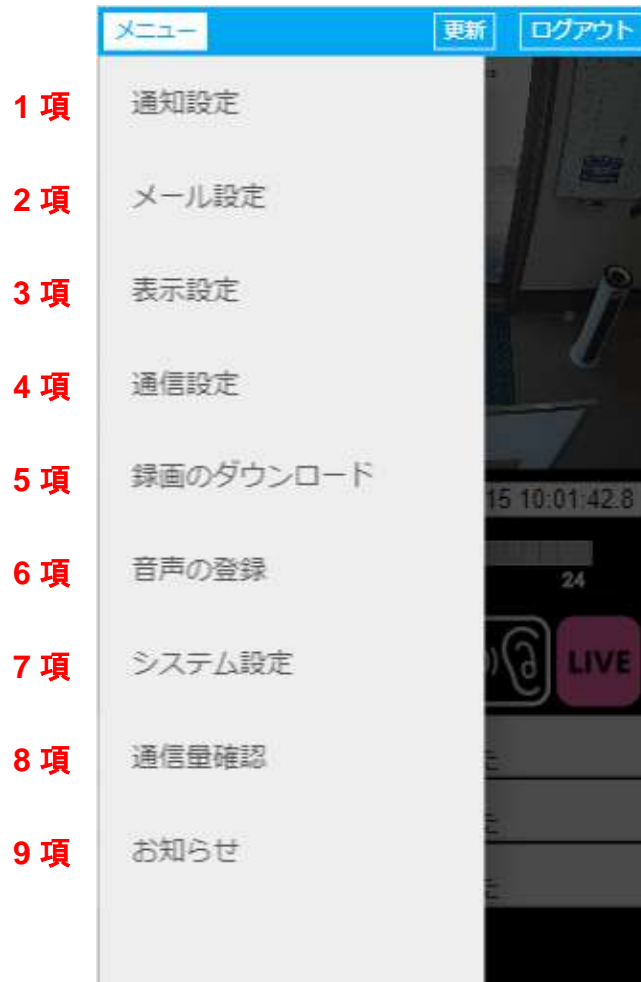 メニュー 更新 ログアウト
1 項 通知設定
2 項 メール設定
3 項 表示設定
4 項 通信設定
5 項 録画のダウンロード
15 10:01:42.8
6 項 音声の登録
24
7 項 システム設定
LIVE
8 項 通信量確認
9 項 お知らせ